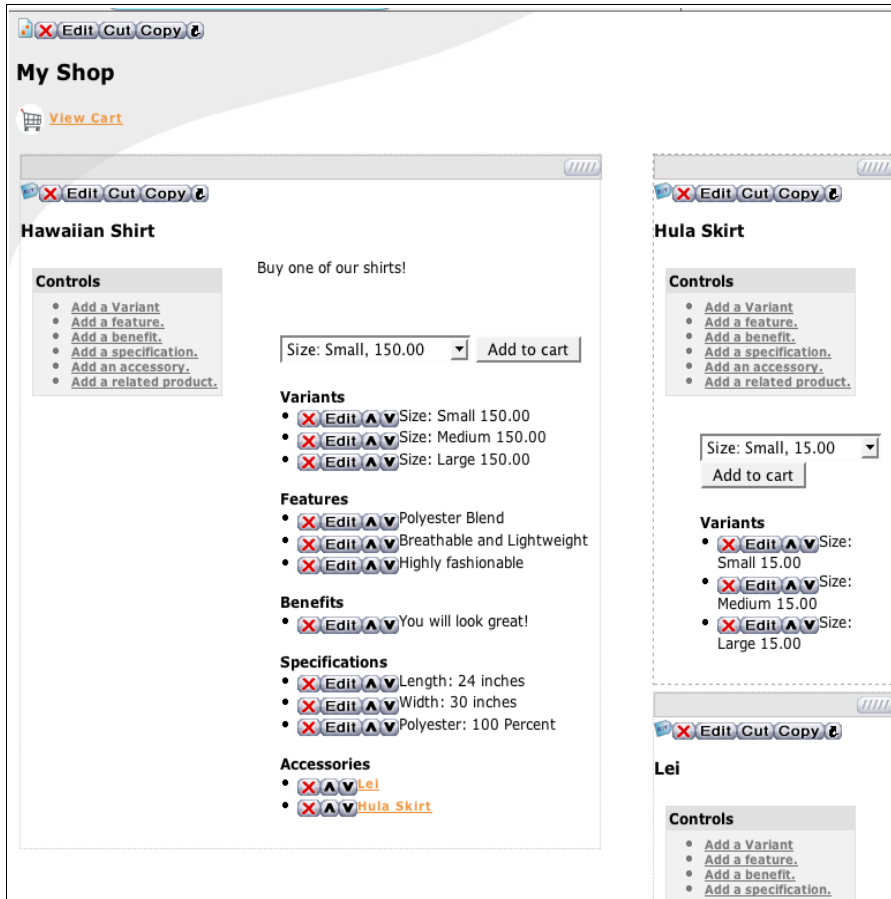 Edit Cut Copy
My Shop
View Cart
Edit Cut Copy
Hawaiian Shirt
Controls
Add a Variant
Add a feature.
Add a benefit.
Add a specification.
Add an accessory.
Add a related product.
Buy one of our shirts!
Size: Small, 150.00 Add to cart
Variants
Edit Size: Small 150.00
Edit Size: Medium 150.00
Edit Size: Large 150.00
Features
Edit Polyester Blend
Edit Breathable and Lightweight
Edit Highly fashionable
Benefits
Edit You will look great!
Specifications
Edit Length: 24 inches
Edit Width: 30 inches
Edit Polyester: 100 Percent
Accessories
Lei
Hula Skirt
Edit Cut Copy
Hula Skirt
Controls
Add a Variant
Add a feature.
Add a benefit.
Add a specification.
Add an accessory.
Add a related product.
Size: Small, 15.00
Add to cart
Variants
Edit Size:
Small 15.00
Edit Size:
Medium 15.00
Edit Size:
Large 15.00
Edit Cut Copy
Lei
Controls
Add a Variant
Add a feature.
Add a benefit.
Add a specification.